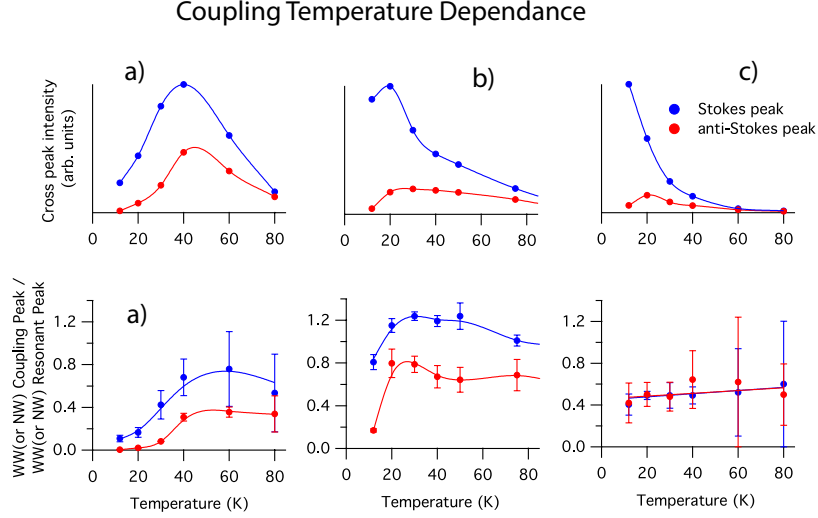 Coupling Temperature Dependance
a)
b)
c)
Cross peak intensity
(arb. units)
Stokes peak
anti-Stokes peak
0 20 40 60 80
0 20 40 60 80
0 20 40 60 80
Temperature (K)
Temperature (K)
Temperature (K)
WW(or NW) Coupling Peak /
WW(or NW) Resonant Peak
a)
1.2
0.8
0.4
0.0
1.2
0.8
0.4
0.0
1.2
0.8
0.4
0.0
0 20 40 60 80
0 20 40 60 80
0 20 40 60 80
Temperature (K)
Temperature (K)
Temperature (K)